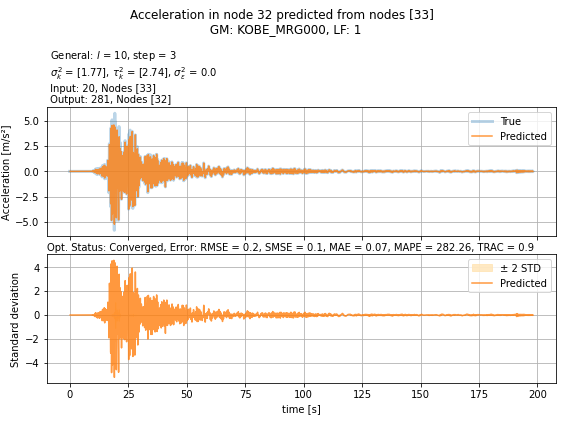 Acceleration in node 32 predicted from nodes [33]
GM: KOBE_MRG000, LF: 1
General: l = 10, step = 3
σ²ₖ = [1.77], τ²ₖ = [2.74], σ²ε = 0.0
Input: 20, Nodes [33]
Output: 281, Nodes [32]
5.0
2.5
0.0
−2.5
−5.0
Acceleration [m/s²]
True
Predicted
Opt. Status: Converged, Error: RMSE = 0.2, SMSE = 0.1, MAE = 0.07, MAPE = 282.26, TRAC = 0.9
4
2
0
−2
−4
Standard deviation
± 2 STD
Predicted
0 25 50 75 100 125 150 175 200
time [s]